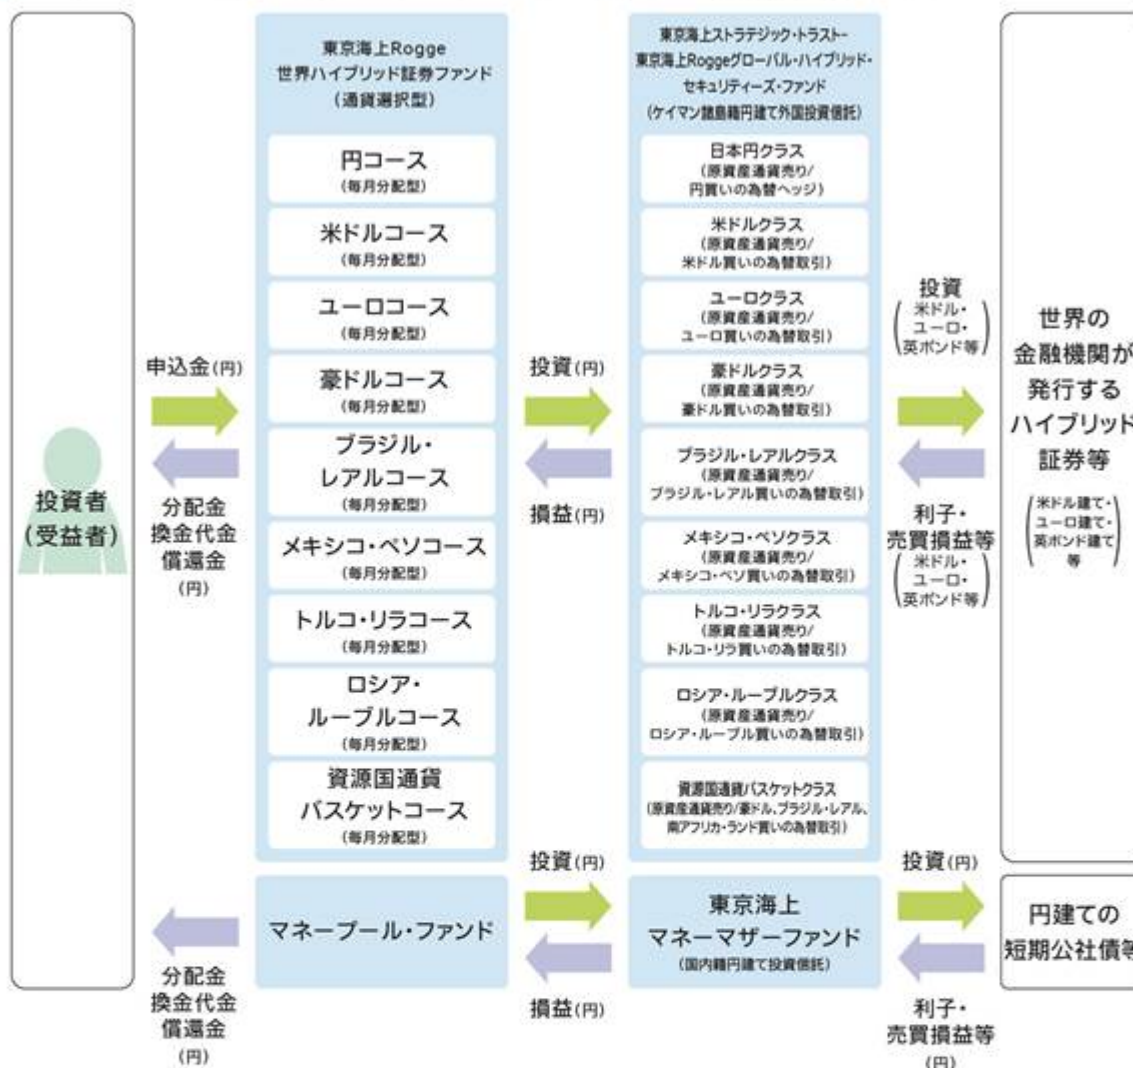 東京海上Rogge
世界ハイブリッド証券ファンド
(通貨選択型)
円コース
(毎月分配型)
米ドルコース
(毎月分配型)
ユーロコース
(毎月分配型)
豪ドルコース
(毎月分配型)
ブラジル・
レアルコース
(毎月分配型)
メキシコ・ペソコース
(毎月分配型)
トルコ・リラコース
(毎月分配型)
ロシア・
ルーブルコース
(毎月分配型)
資源国通貨
バスケットコース
(毎月分配型)
東京海上ストラテジック・トラスト-
東京海上Roggeグローバル・ハイブリッド・
セキュリティーズ・ファンド
(ケイマン諸島籍円建て外国投資信託)
日本円クラス
(原資産通貨売り/
円買いの為替ヘッジ)
米ドルクラス
(原資産通貨売り/
米ドル買いの為替取引)
ユーロクラス
(原資産通貨売り/
ユーロ買いの為替取引)
豪ドルクラス
(原資産通貨売り/
豪ドル買いの為替取引)
ブラジル・レアルクラス
(原資産通貨売り/
ブラジル・レアル買いの為替取引)
メキシコ・ペソクラス
(原資産通貨売り/
メキシコ・ペソ買いの為替取引)
トルコ・リラクラス
(原資産通貨売り/
トルコ・リラ買いの為替取引)
ロシア・ルーブルクラス
(原資産通貨売り/
ロシア・ルーブル買いの為替取引)
資源国通貨バスケットクラス
(原資産通貨売り/豪ドル、ブラジル・レアル、
南アフリカ・ランド買いの為替取引)
投資者
(受益者)
申込金(円)
分配金
換金代金
償還金
(円)
投資(円)
損益(円)
投資
(米ドル・
ユーロ・
英ポンド等)
利子・
売買損益等
(米ドル・
ユーロ・
英ポンド等)
世界の
金融機関が
発行する
ハイブリッド
証券等
(米ドル建て・
ユーロ建て・
英ポンド建て
等)
マネープール・ファンド
分配金
換金代金
償還金
(円)
投資(円)
損益(円)
東京海上
マネーマザーファンド
(国内籍円建て投資信託)
投資(円)
利子・
売買損益等
(円)
円建ての
短期公社債等